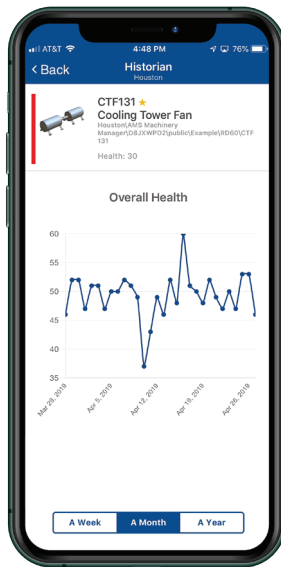 AT&T 4:48 PM 76%
Back Historian
Houston
CTF131
Cooling Tower Fan
Houston\AMS Machinery
Manager\D8JXWPD2\public\Example\RD60\CTF
131
Health: 30
Overall Health
60
55
50
45
40
35
Mar 29, 2019 Apr 5, 2019 Apr 12, 2019 Apr 19, 2019 Apr 26, 2019
A Week A Month A Year